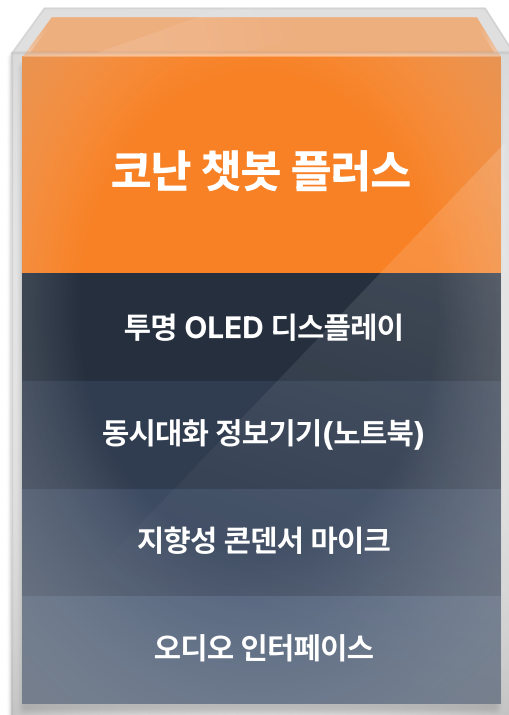 코난 챗봇 플러스
투명 OLED 디스플레이
동시대화 정보기기(노트북)
지향성 콘덴서 마이크
오디오 인터페이스